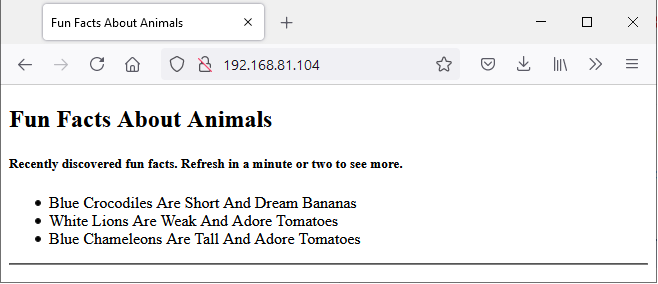 Fun Facts About Animals
192.168.81.104
Fun Facts About Animals
Recently discovered fun facts. Refresh in a minute or two to see more.
Blue Crocodiles Are Short And Dream Bananas
White Lions Are Weak And Adore Tomatoes
Blue Chameleons Are Tall And Adore Tomatoes